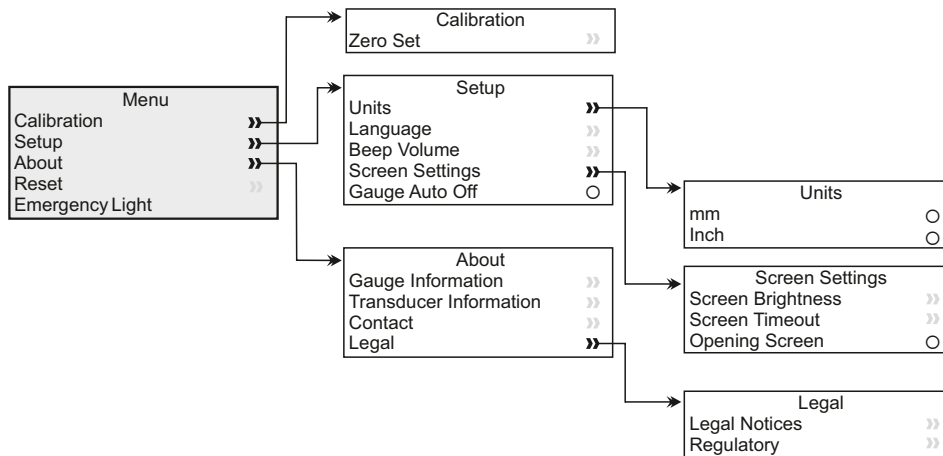 Menu
Calibration
Setup
About
Reset
Emergency Light
Calibration
Zero Set
Setup
Units
Language
Beep Volume
Screen Settings
Gauge Auto Off
About
Gauge Information
Transducer Information
Contact
Legal
Units
mm
Inch
Screen Settings
Screen Brightness
Screen Timeout
Opening Screen
Legal
Legal Notices
Regulatory